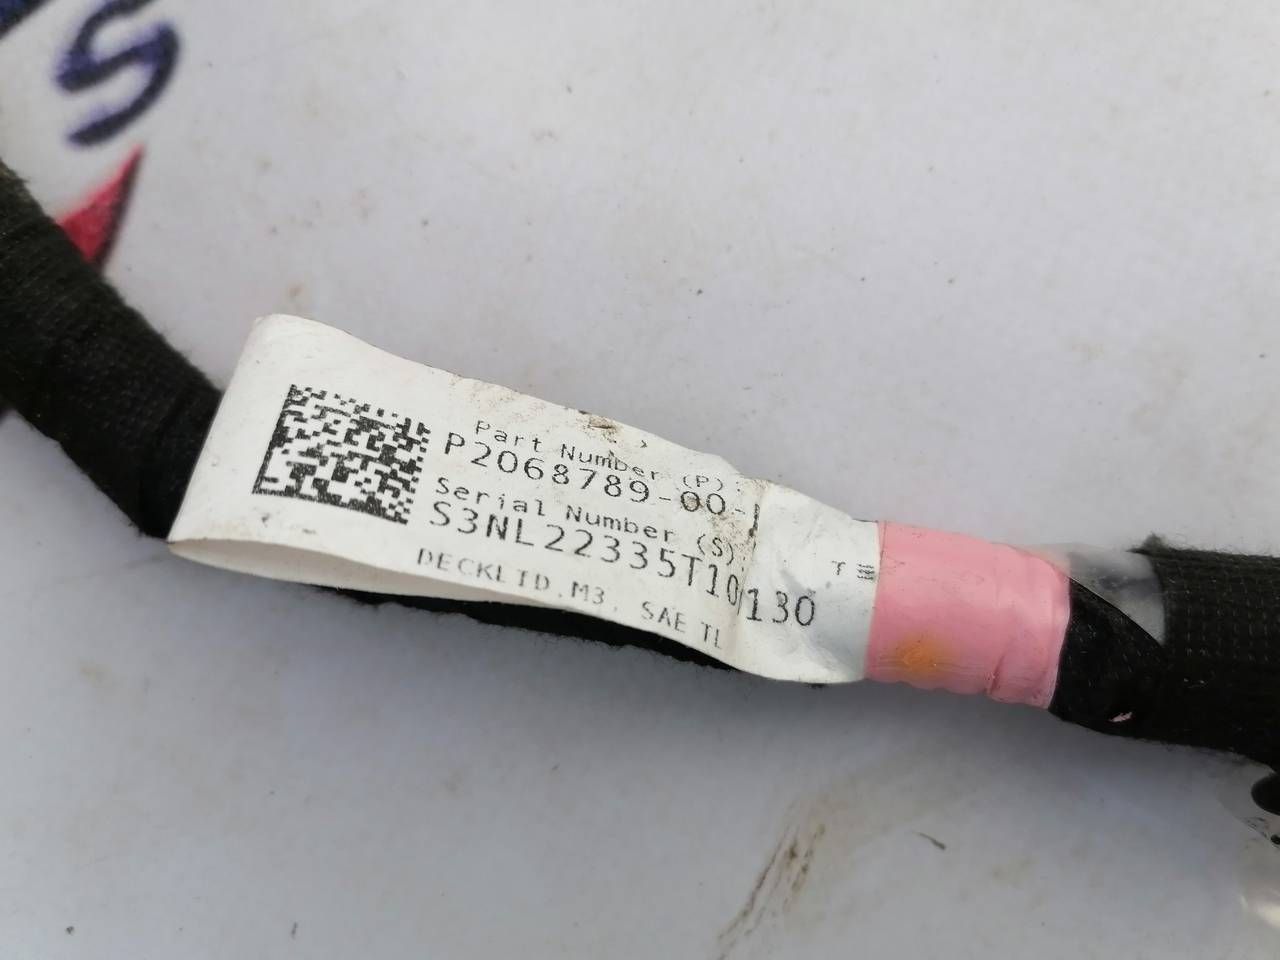 S
Part Number (P):
P2068789-00-
Serial Number (S):
S3NL22335T10130
DECKLID,M3, SAE TL